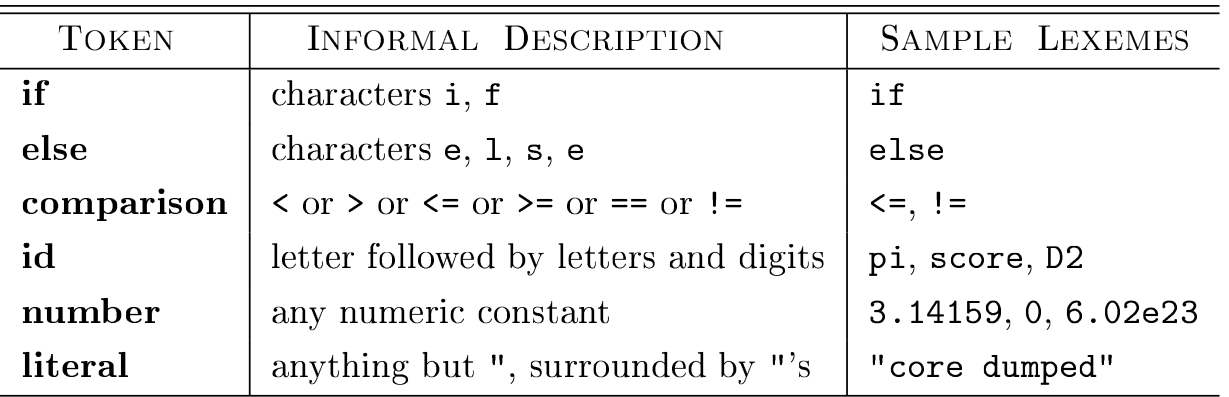 TOKEN INFORMAL DESCRIPTION SAMPLE LEXEMES
if characters i, f if
else characters e, l, s, e else
comparison < or > or <= or >= or == or != <=, !=
id letter followed by letters and digits pi, score, D2
number any numeric constant 3.14159, 0, 6.02e23
literal anything but ", surrounded by "'s "core dumped"